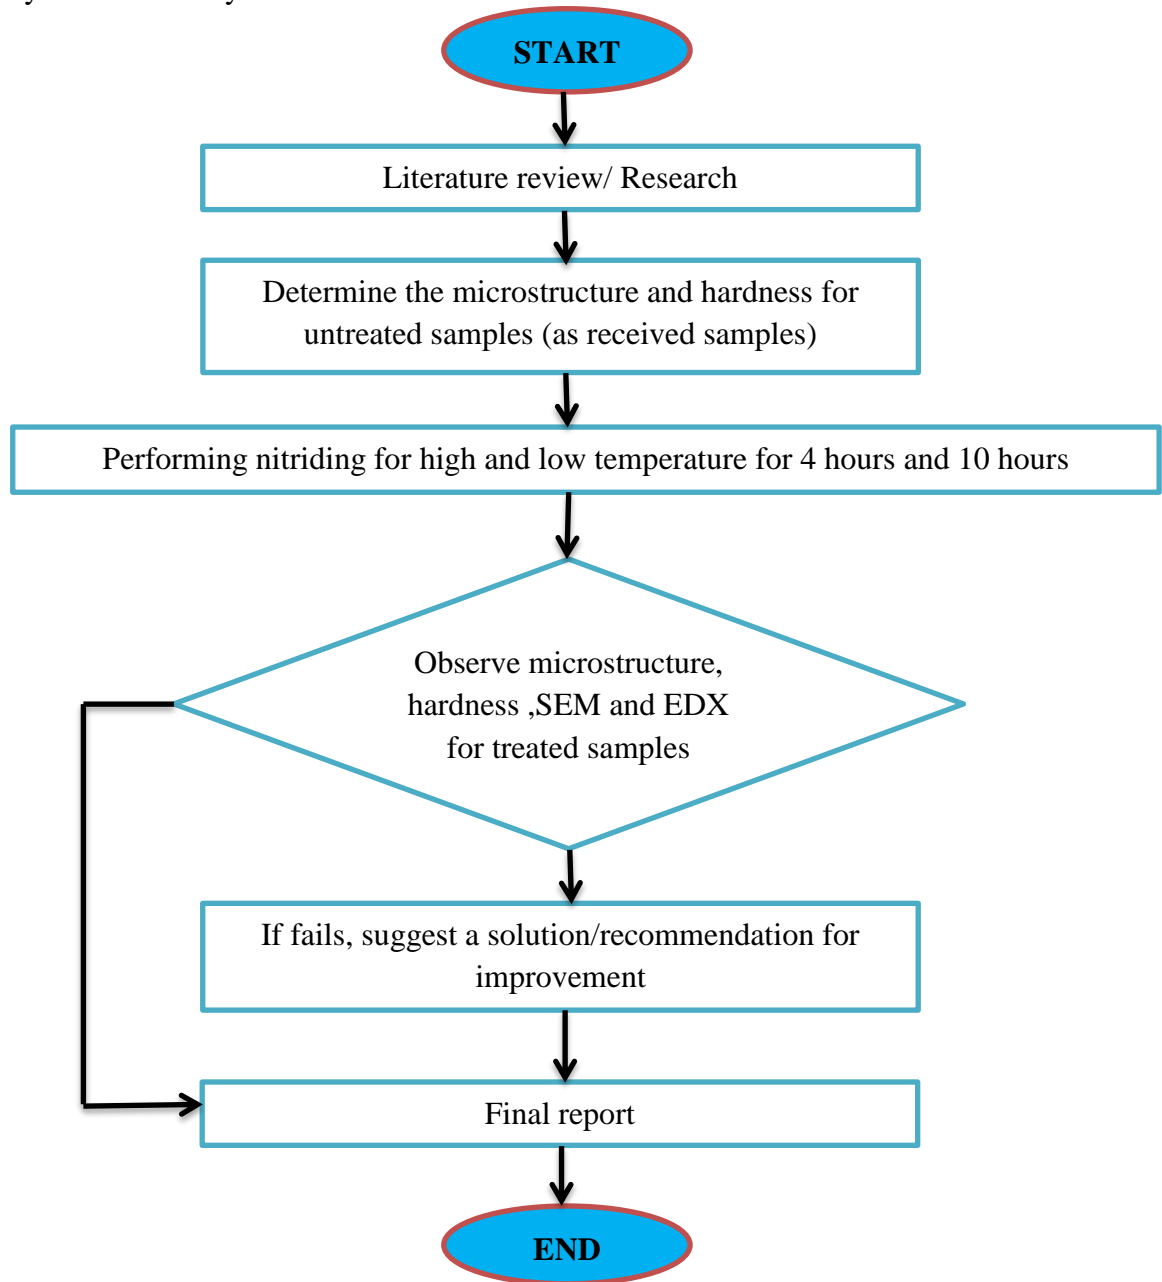 START
Literature review/ Research
Determine the microstructure and hardness for
untreated samples (as received samples)
Performing nitriding for high and low temperature for 4 hours and 10 hours
Observe microstructure,
hardness ,SEM and EDX
for treated samples
If fails, suggest a solution/recommendation for
improvement
Final report
END